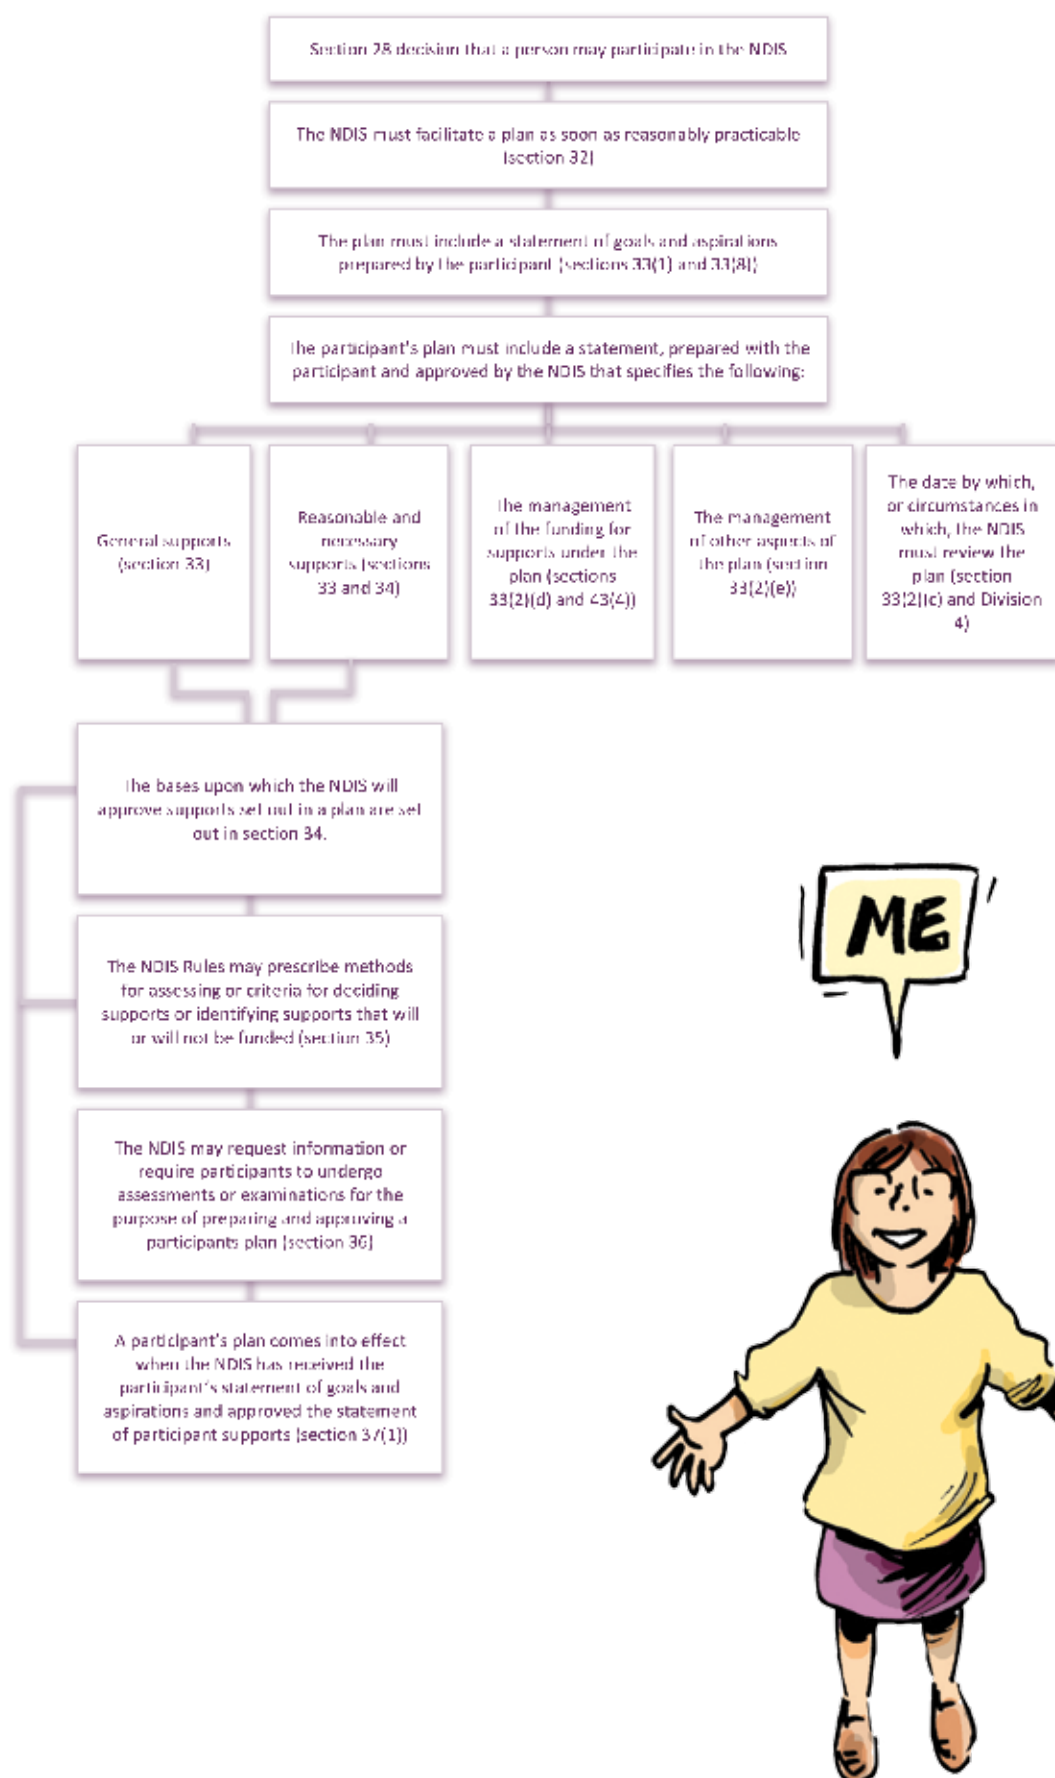 Section 28 decision that a person may participate in the NDIS
The NDIS must facilitate a plan as soon as reasonably practicable
(section 32)
The plan must include a statement of goals and aspirations
prepared by the participant (sections 33(1) and 33(8))
The participant's plan must include a statement, prepared with the
participant and approved by the NDIS that specifies the following:
General supports
(section 33)
Reasonable and
necessary
supports (sections
33 and 34)
The management
of the funding for
supports under the
plan (sections
33(2)(d) and 43(4))
The management
of other aspects of
the plan (section
33(2)(e))
The date by which,
or circumstances in
which, the NDIS
must review the
plan (section
33(2)(c) and Division
4)
The bases upon which the NDIS will
approve supports set out in a plan are set
out in section 34.
The NDIS Rules may prescribe methods
for assessing or criteria for deciding
supports or identifying supports that will
or will not be funded (section 35)
The NDIS may request information or
require participants to undergo
assessments or examinations for the
purpose of preparing and approving a
participants plan (section 36)
A participant's plan comes into effect
when the NDIS has received the
participant's statement of goals and
aspirations and approved the statement
of participant supports (section 37(1))
ME